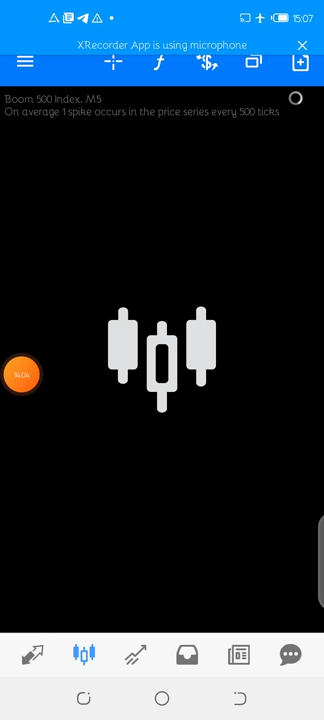 15:07
XRecorder App is using microphone
Boom 500 Index, M5
On average 1 spike occurs in the price series every 500 ticks
14:04